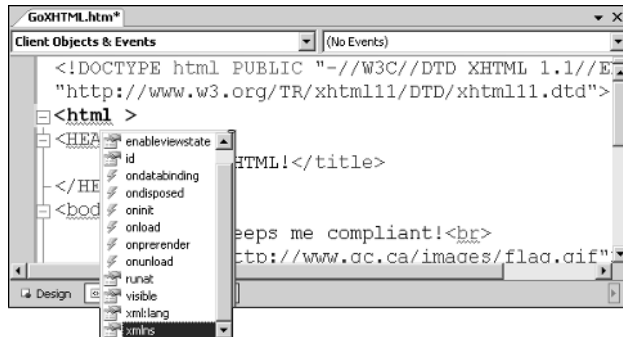 GoXHTML.htm*
Client Objects & Events (No Events)
<!DOCTYPE html PUBLIC "-//W3C//DTD XHTML 1.1//E
"http://www.w3.org/TR/xhtml11/DTD/xhtml11.dtd">
<html >
<HEA
enableviewstate
id
HTML!</title>
ondatabinding
</HE
ondisposed
<bod
oninit
onload
eeps me compliant!<br>
onprerender
onunload
ttp://www.gc.ca/images/flag.gif"
runat
Design
visible
xml:lang
xmlns